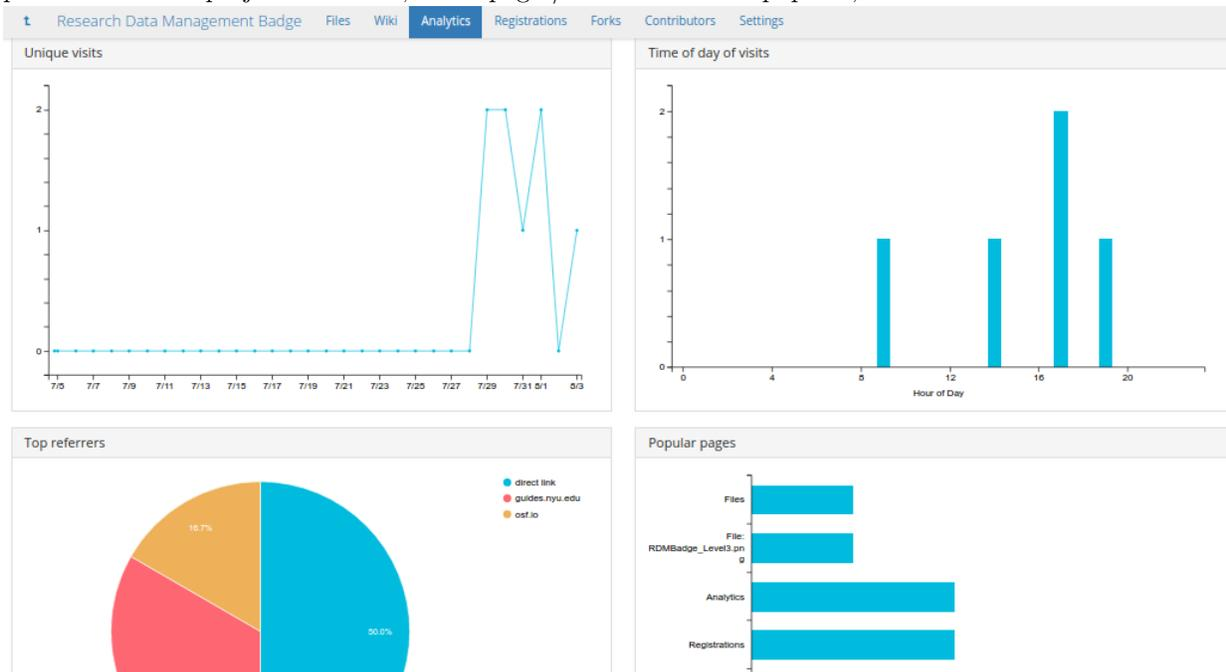 t Research Data Management Badge Files Wiki Analytics Registrations Forks Contributors Settings
Unique visits
2
1
0
7/5 7/7 7/9 7/11 7/13 7/15 7/17 7/19 7/21 7/23 7/25 7/27 7/29 7/31 8/1 8/3
Time of day of visits
2
1
0
0 4 8 12 16 20
Hour of Day
Top referrers
direct link
guides.nyu.edu
osf.io
16.7%
50.0%
Popular pages
Files
File:
RDMBadge_Level3.pn
g
Analytics
Registrations